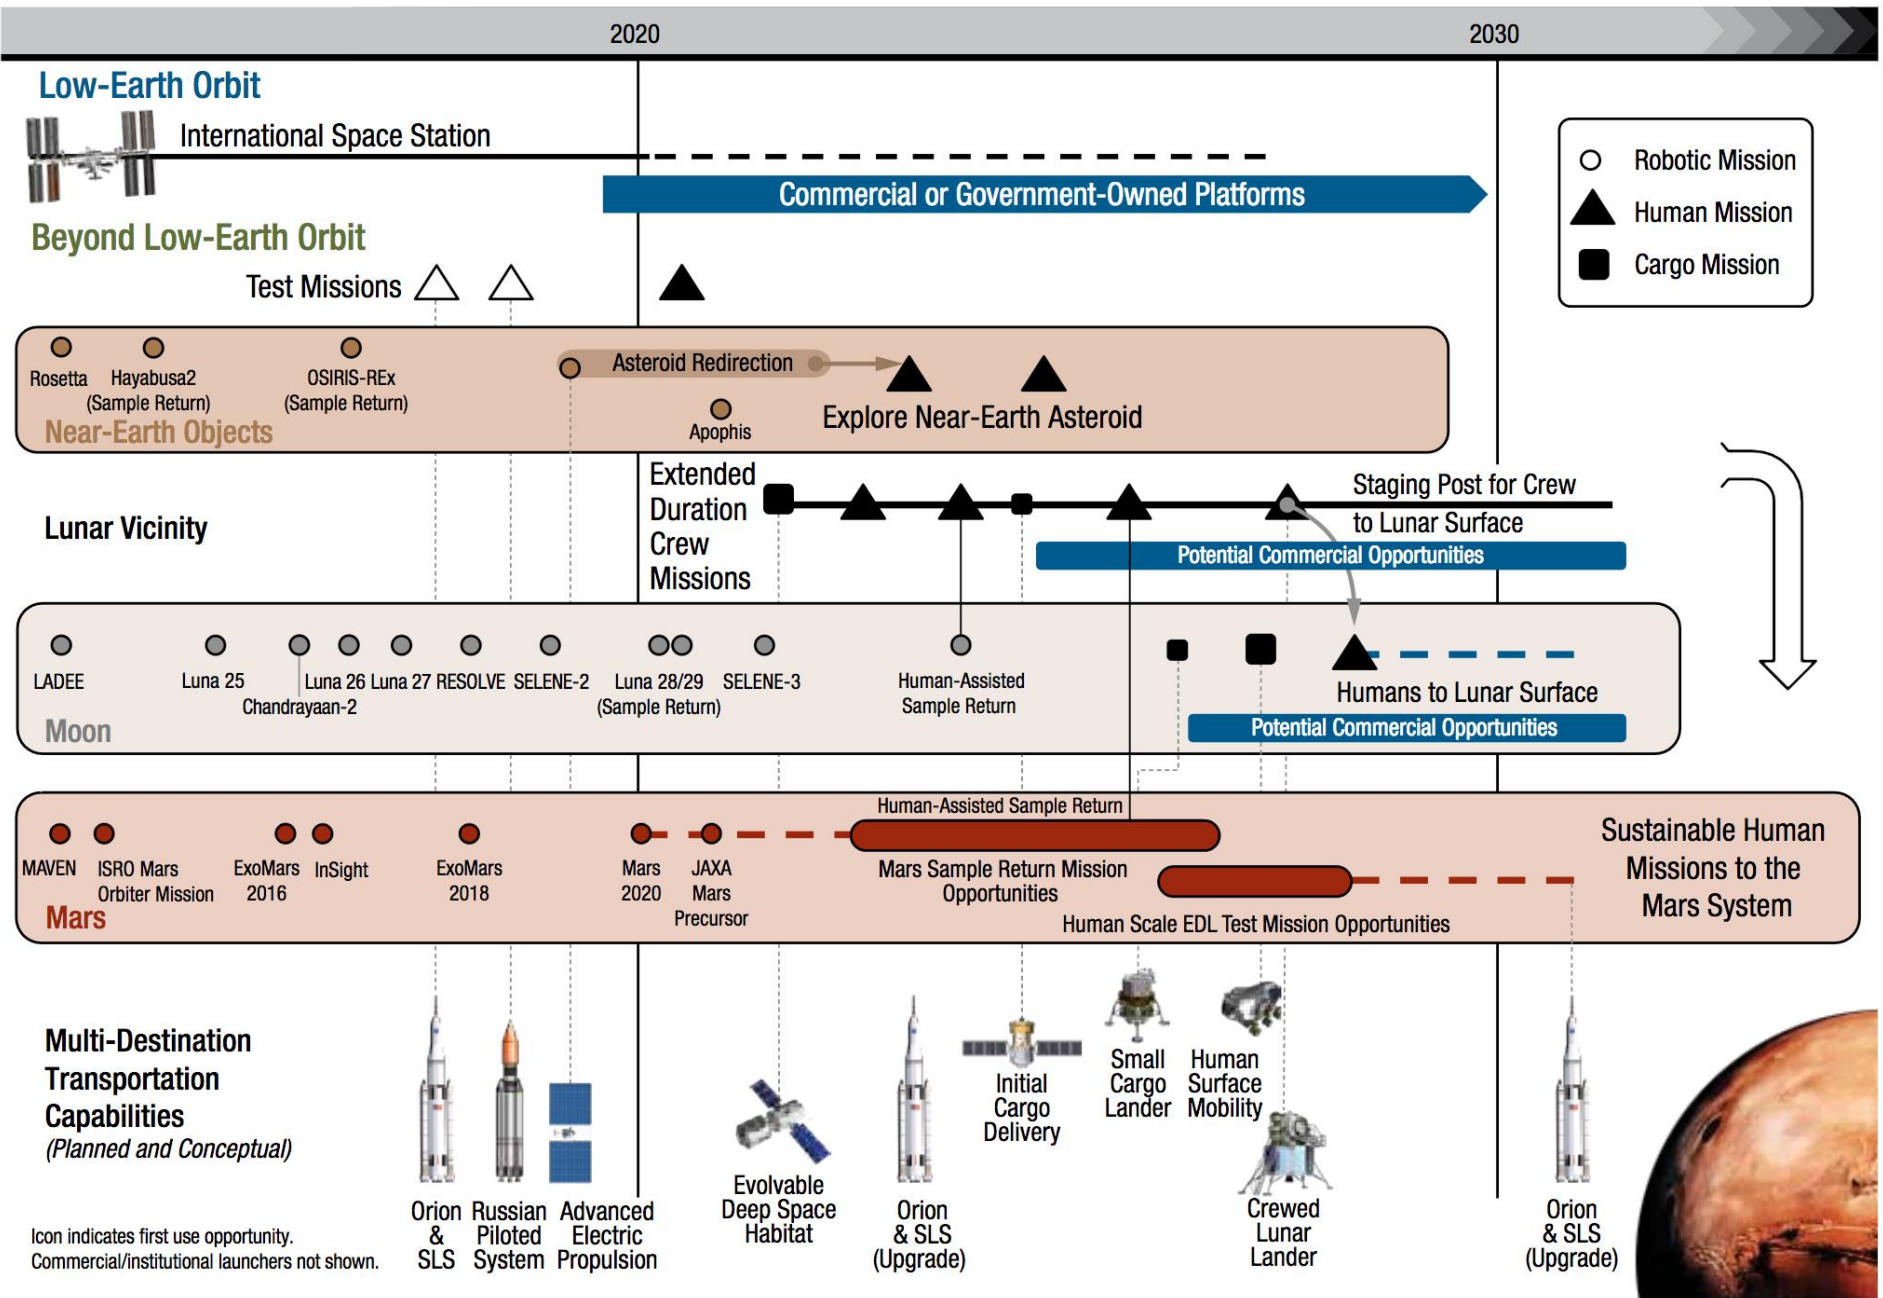 2020
2030
Low-Earth Orbit
International Space Station
Commercial or Government-Owned Platforms
Robotic Mission
Human Mission
Cargo Mission
Beyond Low-Earth Orbit
Test Missions
Rosetta
Hayabusa2
(Sample Return)
OSIRIS-REx
(Sample Return)
Asteroid Redirection
Apophis
Explore Near-Earth Asteroid
Near-Earth Objects
Lunar Vicinity
Extended
Duration
Crew
Missions
Staging Post for Crew
to Lunar Surface
Potential Commercial Opportunities
LADEE
Luna 25
Chandrayaan-2
Luna 26
Luna 27
RESOLVE
SELENE-2
Luna 28/29
(Sample Return)
SELENE-3
Human-Assisted
Sample Return
Humans to Lunar Surface
Potential Commercial Opportunities
Moon
MAVEN
ISRO Mars
Orbiter Mission
ExoMars
2016
InSight
ExoMars
2018
Mars
2020
JAXA
Mars
Precursor
Human-Assisted Sample Return
Mars Sample Return Mission
Opportunities
Human Scale EDL Test Mission Opportunities
Sustainable Human
Missions to the
Mars System
Mars
Multi-Destination
Transportation
Capabilities
(Planned and Conceptual)
Orion
&
SLS
Russian
Piloted
System
Advanced
Electric
Propulsion
Evolvable
Deep Space
Habitat
Orion
& SLS
(Upgrade)
Initial
Cargo
Delivery
Small
Cargo
Lander
Human
Surface
Mobility
Crewed
Lunar
Lander
Orion
& SLS
(Upgrade)
Icon indicates first use opportunity.
Commercial/institutional launchers not shown.